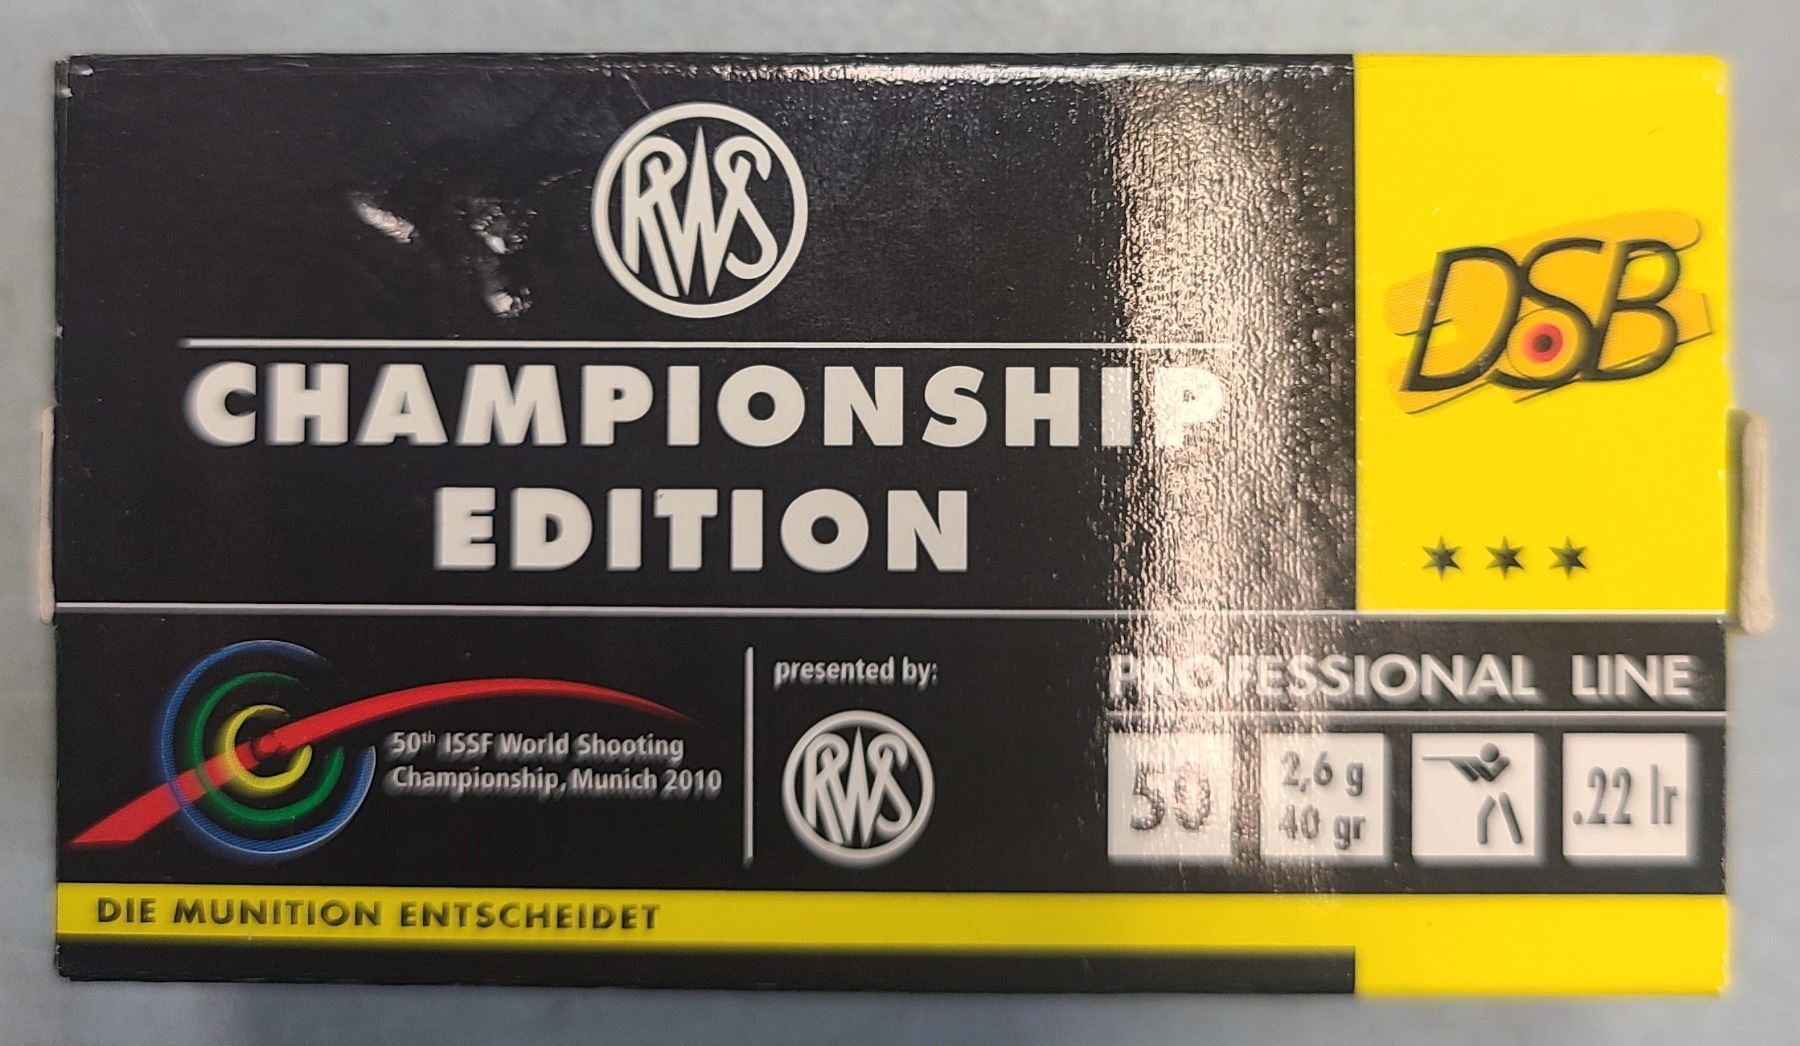 RWS
CHAMPIONSHIP
EDITION
DSB
50th ISSF World Shooting
Championship, Munich 2010
presented by:
RWS
PROFESSIONAL LINE
50
2,6 g
40 gr
.22 lr
DIE MUNITION ENTSCHEIDET